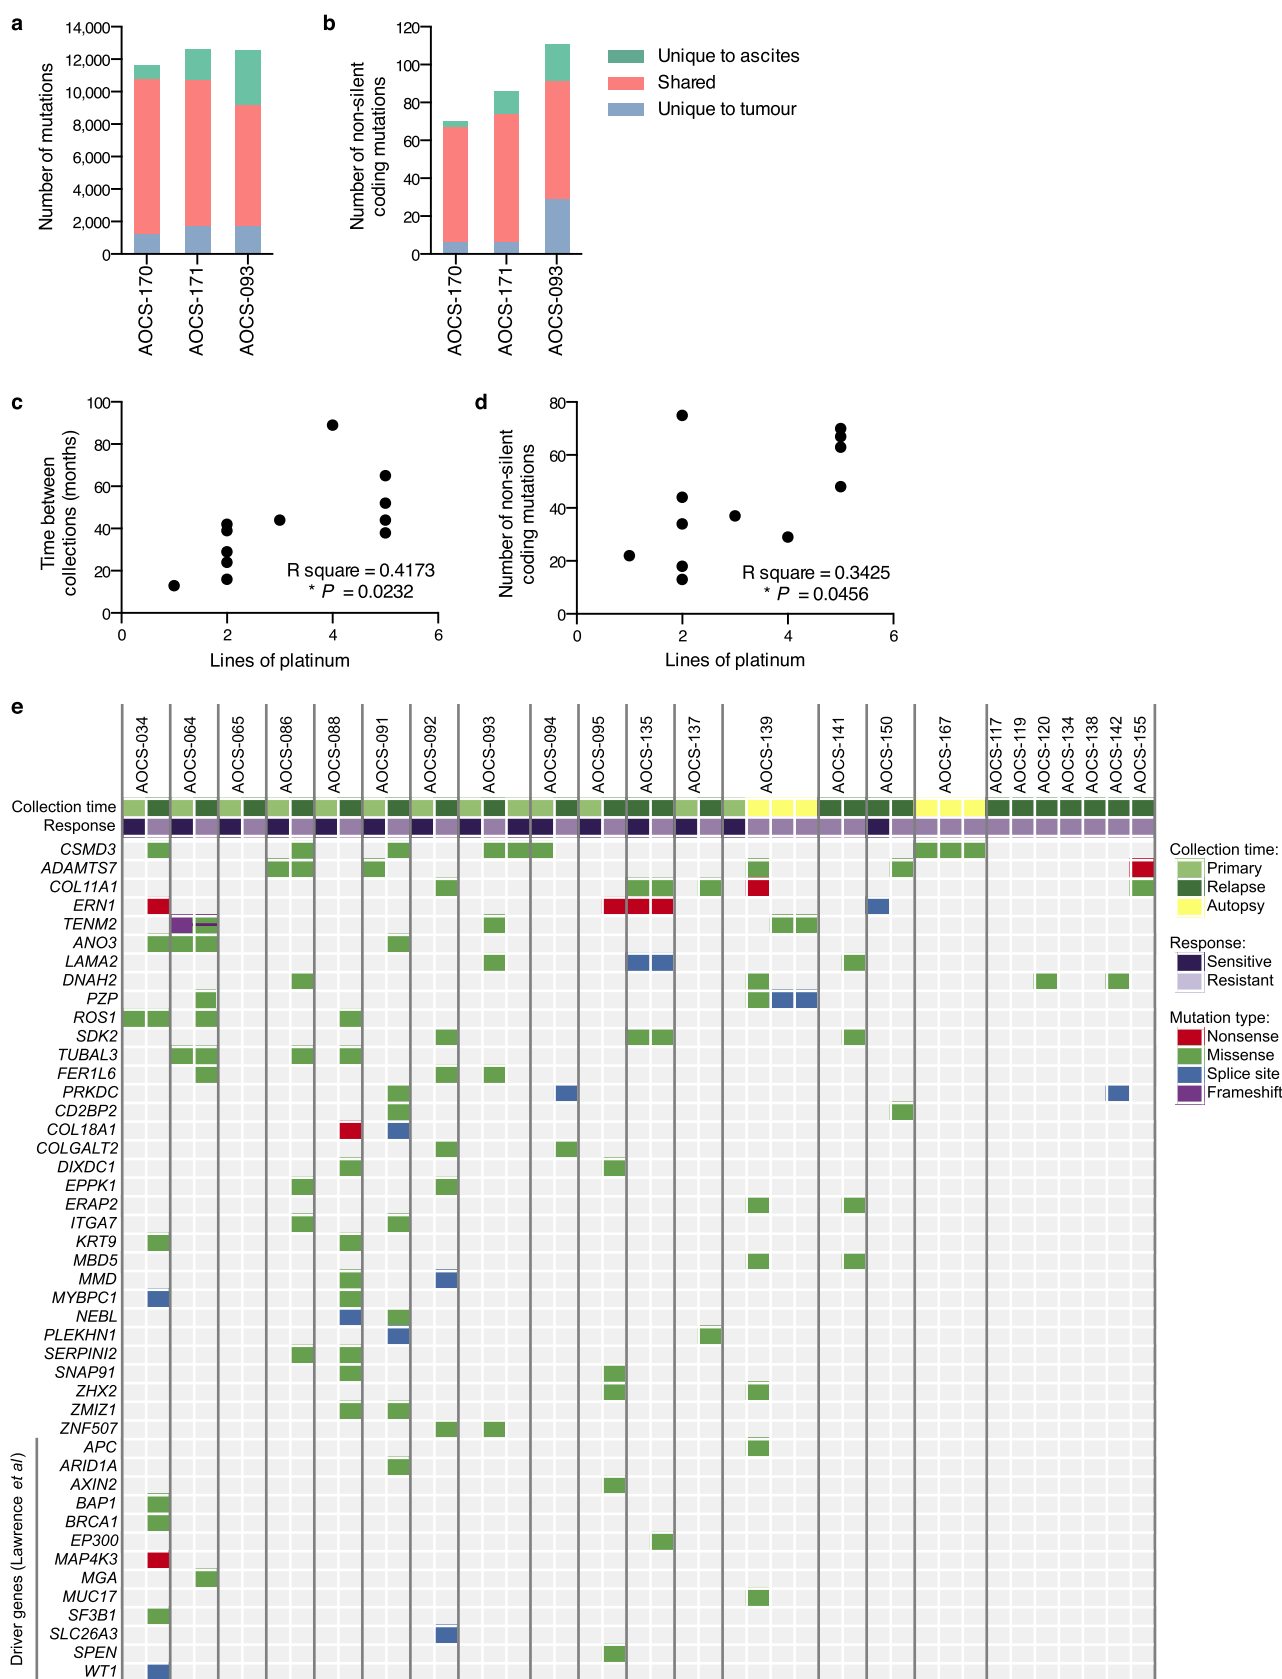 a
14,000
12,000
10,000
8,000
6,000
4,000
2,000
0
Number of mutations
AOCS-170
AOCS-171
AOCS-093
b
120
100
80
60
40
20
0
Number of non-silent
coding mutations
AOCS-170
AOCS-171
AOCS-093
Unique to ascites
Shared
Unique to tumour
c
100
80
60
40
20
0
Time between
collections (months)
R square = 0.4173
* P = 0.0232
0 2 4 6
Lines of platinum
d
80
60
40
20
0
Number of non-silent
coding mutations
R square = 0.3425
* P = 0.0456
0 2 4 6
Lines of platinum
e
AOCS-034
AOCS-064
AOCS-065
AOCS-086
AOCS-088
AOCS-091
AOCS-092
AOCS-093
AOCS-094
AOCS-095
AOCS-135
AOCS-137
AOCS-139
AOCS-141
AOCS-150
AOCS-167
AOCS-117
AOCS-119
AOCS-120
AOCS-134
AOCS-138
AOCS-142
AOCS-155
Collection time
Response
CSMD3
ADAMTS7
COL11A1
ERN1
TENM2
ANO3
LAMA2
DNAH2
PZP
ROS1
SDK2
TUBAL3
FER1L6
PRKDC
CD2BP2
COL18A1
COLGALT2
DIXDC1
EPPK1
ERAP2
ITGA7
KRT9
MBD5
MMD
MYBPC1
NEBL
PLEKHN1
SERPINI2
SNAP91
ZHX2
ZMIZ1
ZNF507
APC
ARID1A
AXIN2
BAP1
BRCA1
EP300
MAP4K3
MGA
MUC17
SF3B1
SLC26A3
SPEN
WT1
Driver genes (Lawrence et al)
Collection time:
Primary
Relapse
Autopsy
Response:
Sensitive
Resistant
Mutation type:
Nonsense
Missense
Splice site
Frameshift